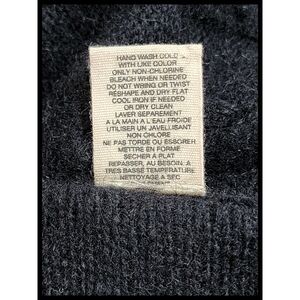 HAND WASH COLD
WITH LIKE COLOR
ONLY NON-CHLORINE
BLEACH WHEN NEEDED
DO NOT WRING OR TWIST
RESHAPE AND DRY FLAT
COOL IRON IF NEEDED
OR DRY CLEAN
LAVER SEPAREMENT
A LA MAIN A L'EAU FROIDE
UTILISER UN JAVELLISANT
NON CHLORE
NE PAS TORDE OU ESSORER
METTRE EN FORME
SECHER A PLAT
REPASSER, AU BESOIN, A
TRES BASSE TEMPERATURE
NETTOYAGE A SEC